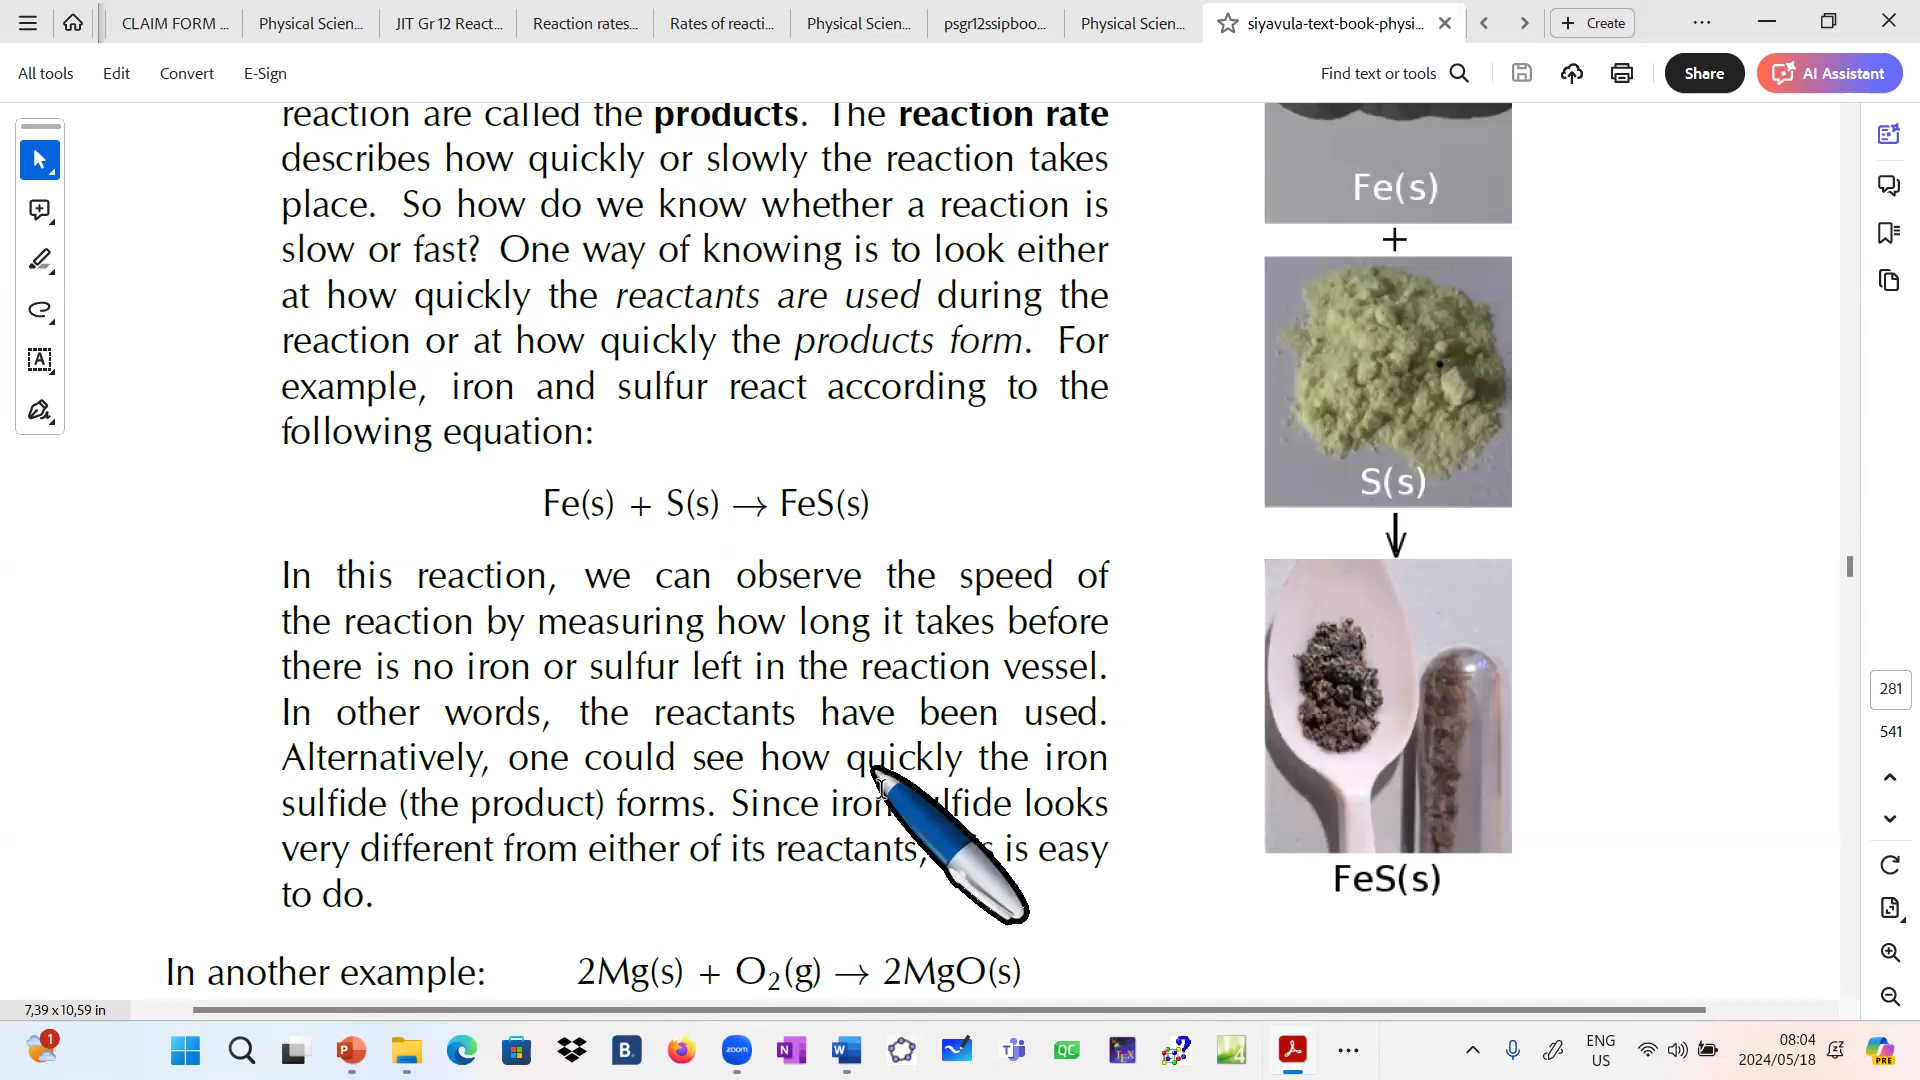 CLAIM FORM ...
Physical Scien...
JIT Gr 12 React...
Reaction rates...
Rates of reacti...
Physical Scien...
psgr12ssipboo...
Physical Scien...
siyavula-text-book-physi...
Create
All tools
Edit
Convert
E-Sign
Find text or tools
Share
AI Assistant
reaction are called the products. The reaction rate
describes how quickly or slowly the reaction takes
place. So how do we know whether a reaction is
slow or fast? One way of knowing is to look either
at how quickly the reactants are used during the
reaction or at how quickly the products form. For
example, iron and sulfur react according to the
following equation:
Fe(s) + S(s) → FeS(s)
In this reaction, we can observe the speed of
the reaction by measuring how long it takes before
there is no iron or sulfur left in the reaction vessel.
In other words, the reactants have been used.
Alternatively, one could see how quickly the iron
sulfide (the product) forms. Since iron sulfide looks
very different from either of its reactants, is easy
to do.
In another example: 2Mg(s) + O₂(g) → 2MgO(s)
Fe(s)
+
S(s)
↓
FeS(s)
281
541
7,39 x 10,59 in
1
ENG
US
08:04
2024/05/18
PRE